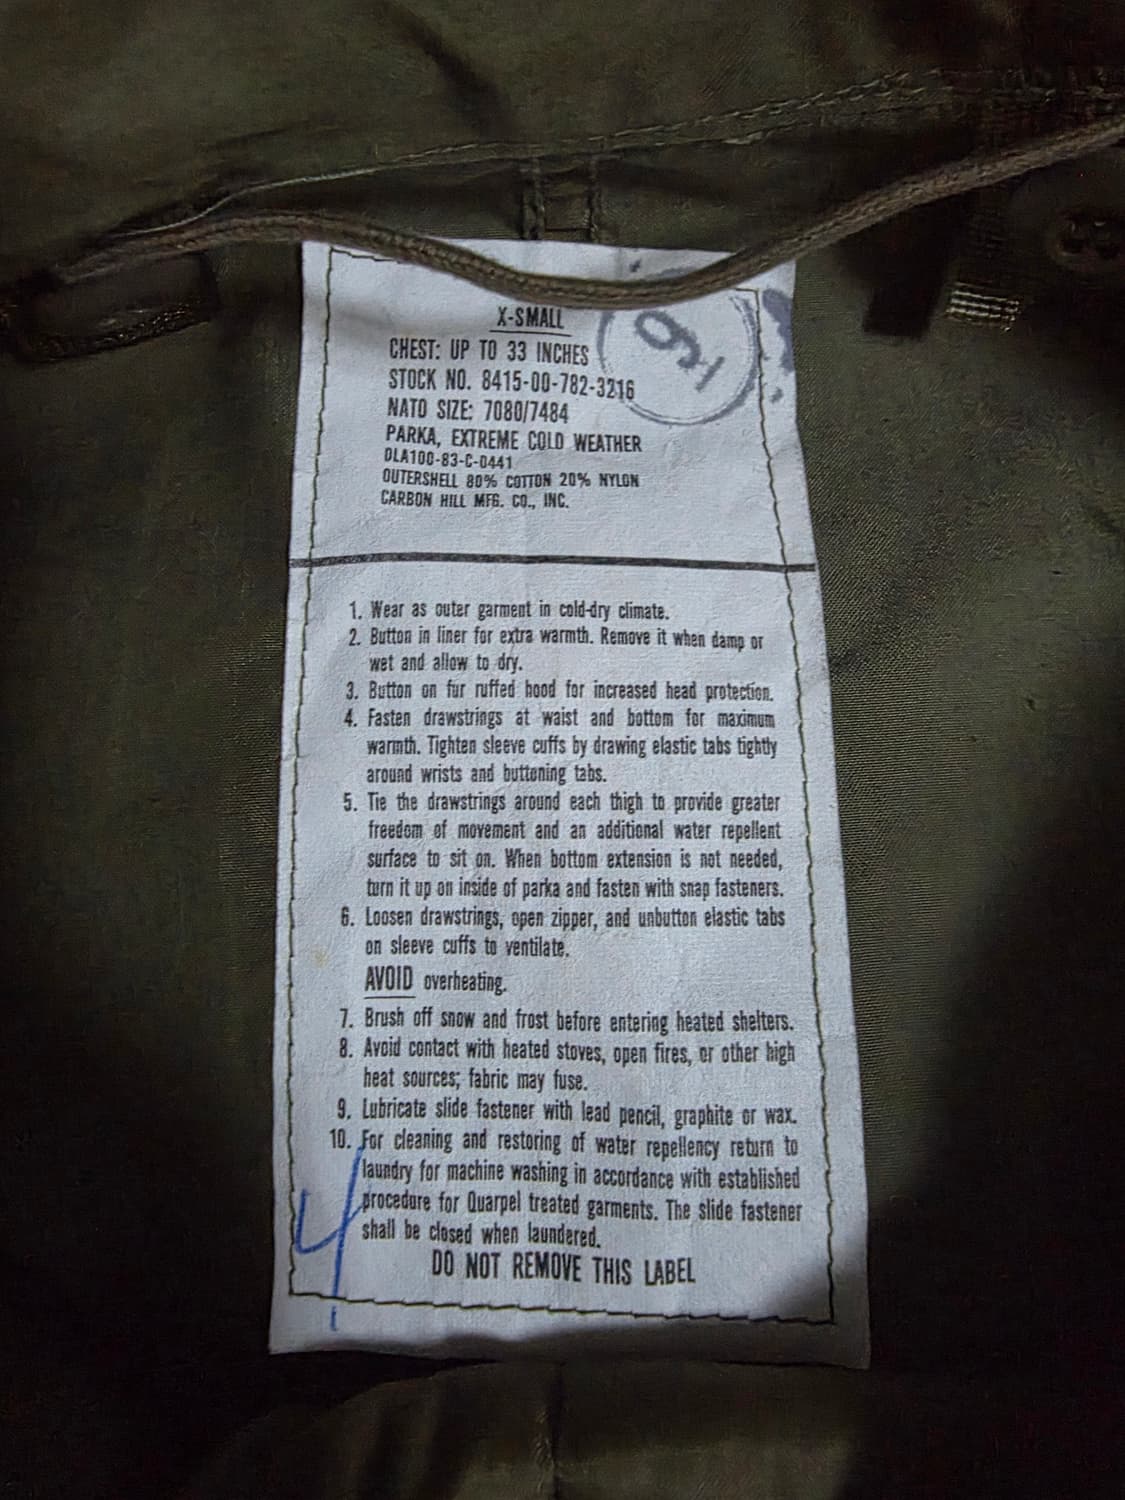 X-SMALL
CHEST: UP TO 33 INCHES
STOCK NO. 8415-00-782-3216
NATO SIZE: 7080/7484
PARKA, EXTREME COLD WEATHER
DLA100-83-C-0441
OUTERSHELL 80% COTTON 20% NYLON
CARBON HILL MFG. CO., INC.
1. Wear as outer garment in cold-dry climate.
2. Button in liner for extra warmth. Remove it when damp or
wet and allow to dry.
3. Button on fur ruffed hood for increased head protection.
4. Fasten drawstrings at waist and bottom for maximum
warmth. Tighten sleeve cuffs by drawing elastic tabs tightly
around wrists and buttoning tabs.
5. Tie the drawstrings around each thigh to provide greater
freedom of movement and an additional water repellent
surface to sit on. When bottom extension is not needed,
turn it up on inside of parka and fasten with snap fasteners.
6. Loosen drawstrings, open zipper, and unbutton elastic tabs
on sleeve cuffs to ventilate.
AVOID overheating.
7. Brush off snow and frost before entering heated shelters.
8. Avoid contact with heated stoves, open fires, or other high
heat sources; fabric may fuse.
9. Lubricate slide fastener with lead pencil, graphite or wax.
10. For cleaning and restoring of water repellency return to
laundry for machine washing in accordance with established
procedure for Quarpel treated garments. The slide fastener
shall be closed when laundered.
DO NOT REMOVE THIS LABEL
4